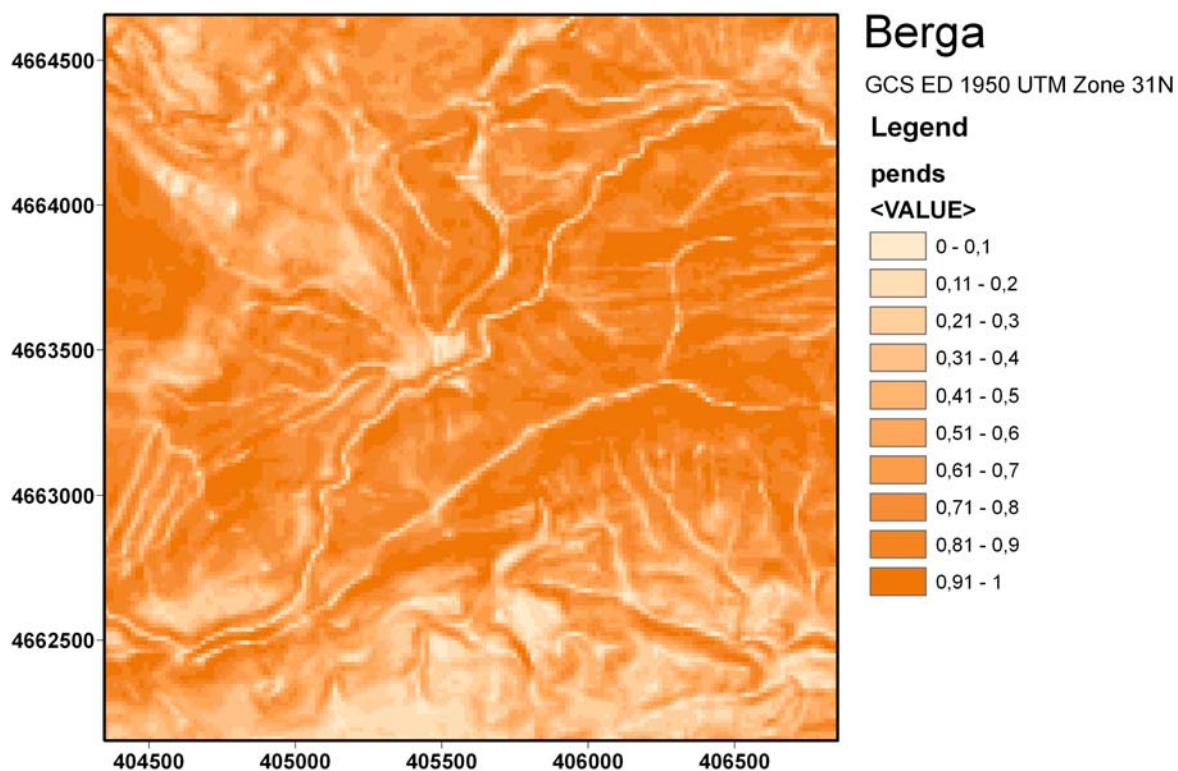 Berga
GCS ED 1950 UTM Zone 31N
Legend
pends
<VALUE>
0 - 0,1
0,11 - 0,2
0,21 - 0,3
0,31 - 0,4
0,41 - 0,5
0,51 - 0,6
0,61 - 0,7
0,71 - 0,8
0,81 - 0,9
0,91 - 1
4664500
4664000
4663500
4663000
4662500
404500 405000 405500 406000 406500